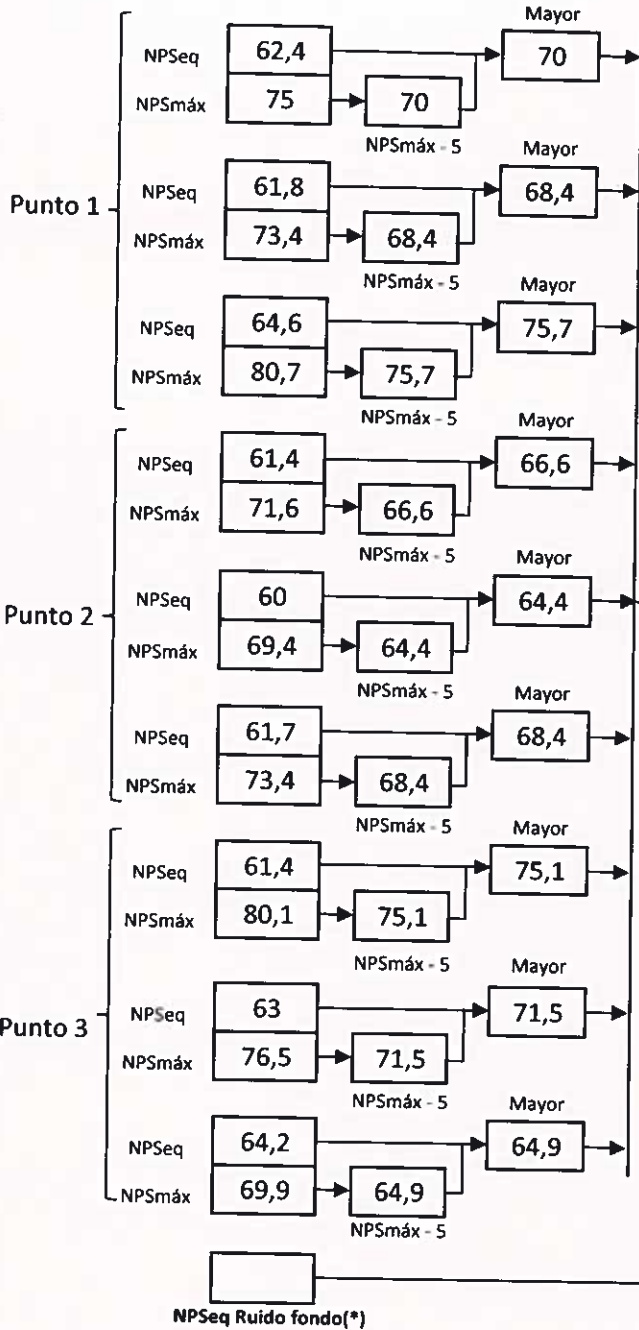 Mayor
NPSeq 62,4 70
NPSmáx 75 70
NPSmáx - 5
Mayor
Punto 1
NPSeq 61,8 68,4
NPSmáx 73,4 68,4
NPSmáx - 5
Mayor
NPSeq 64,6 75,7
NPSmáx 80,7 75,7
NPSmáx - 5
Mayor
NPSeq 61,4 66,6
NPSmáx 71,6 66,6
NPSmáx - 5
Mayor
Punto 2
NPSeq 60 64,4
NPSmáx 69,4 64,4
NPSmáx - 5
Mayor
NPSeq 61,7 68,4
NPSmáx 73,4 68,4
NPSmáx - 5
Mayor
NPSeq 61,4 75,1
NPSmáx 80,1 75,1
NPSmáx - 5
Mayor
Punto 3
NPSeq 63 71,5
NPSmáx 76,5 71,5
NPSmáx - 5
Mayor
NPSeq 64,2 64,9
NPSmáx 69,9 64,9
NPSmáx - 5
NPSeq Ruido fondo(*)